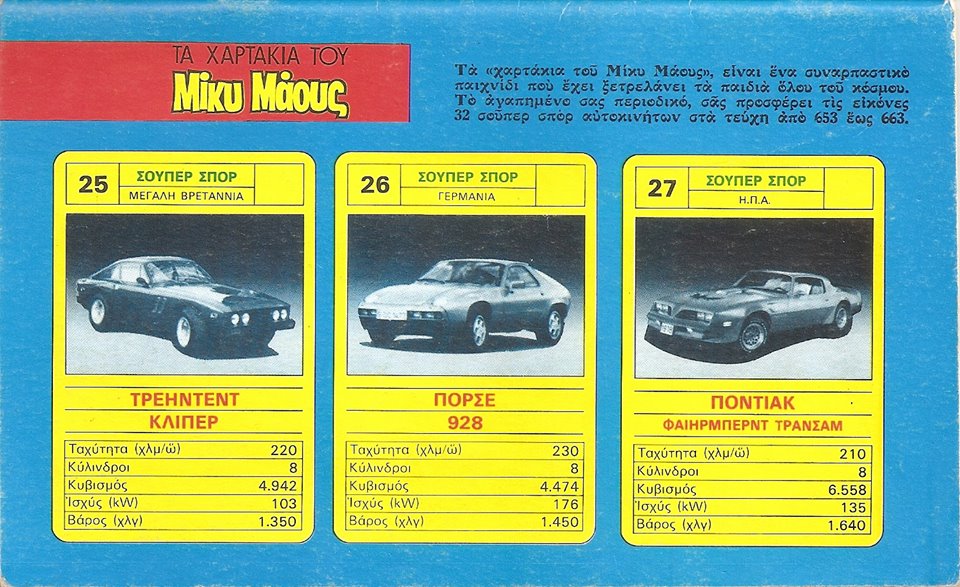 ΤΑ ΧΑΡΤΑΚΙΑ ΤΟΥ
Μίκυ Μάους
Τὰ «χαρτάκια τοῦ Μίκυ Μάους», εἶναι ἕνα συναρπαστικὸ
παιχνίδι ποὺ ἔχει ξετρελάνει τὰ παιδιὰ ὅλου τοῦ κόσμου.
Τὸ ἀγαπημένο σας περιοδικό, σᾶς προσφέρει τὶς εἰκόνες
32 σοῦπερ σπορ αὐτοκινήτων στὰ τεύχη ἀπὸ 653 ἕως 663.
25
ΣΟΥΠΕΡ ΣΠΟΡ
ΜΕΓΑΛΗ ΒΡΕΤΑΝΝΙΑ
ΤΡΕΗΝΤΕΝΤ
ΚΛΙΠΕΡ
Ταχύτητα (χλμ/ὥ) 220
Κύλινδροι 8
Κυβισμός 4.942
Ἰσχύς (kW) 103
Βάρος (χλγ) 1.350
26
ΣΟΥΠΕΡ ΣΠΟΡ
ΓΕΡΜΑΝΙΑ
ΠΟΡΣΕ
928
Ταχύτητα (χλμ/ὥ) 230
Κύλινδροι 8
Κυβισμός 4.474
Ἰσχύς (kW) 176
Βάρος (χλγ) 1.450
27
ΣΟΥΠΕΡ ΣΠΟΡ
Η.Π.Α.
ΠΟΝΤΙΑΚ
ΦΑΙΗΡΜΠΕΡΝΤ ΤΡΑΝΣΑΜ
Ταχύτητα (χλμ/ὥ) 210
Κύλινδροι 8
Κυβισμός 6.558
Ἰσχύς (kW) 135
Βάρος (χλγ) 1.640